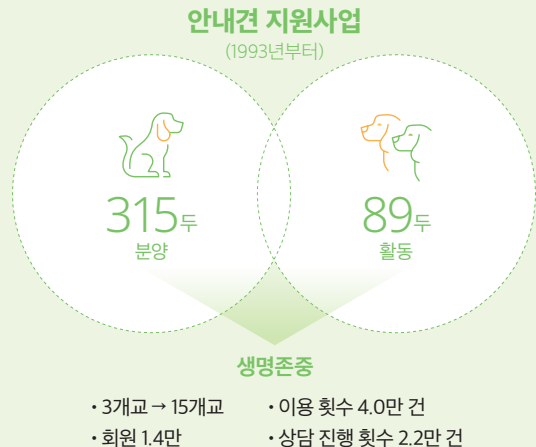 안내견 지원사업
(1993년부터)
315두
분양
89두
활동
생명존중
• 3개교 → 15개교
• 회원 1.4만
• 이용 횟수 4.0만 건
• 상담 진행 횟수 2.2만 건